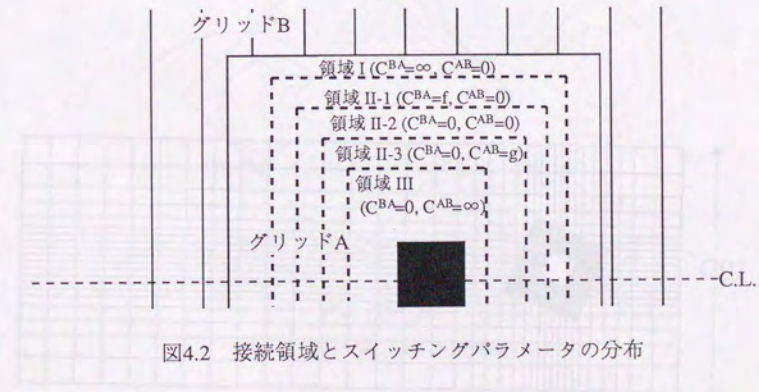 グリッドB
領域 I (C^BA=∞, C^AB=0)
領域 II-1 (C^BA=f, C^AB=0)
領域 II-2 (C^BA=0, C^AB=0)
領域 II-3 (C^BA=0, C^AB=g)
領域 III
(C^BA=0, C^AB=∞)
グリッドA
C.L.
図4.2 接続領域とスイッチングパラメータの分布